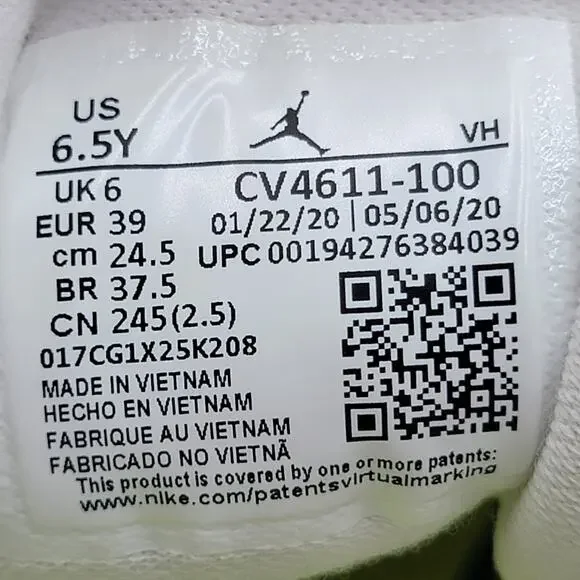 US
6.5Y
VH
UK 6
CV4611-100
EUR 39
01/22/20 | 05/06/20
cm 24.5
UPC 00194276384039
BR 37.5
CN 245(2.5)
017CG1X25K208
MADE IN VIETNAM
HECHO EN VIETNAM
FABRIQUE AU VIETNAM
FABRICADO NO VIETNÃ
This product is covered by one or more patents:
www.nike.com/patentsvirtualmarking